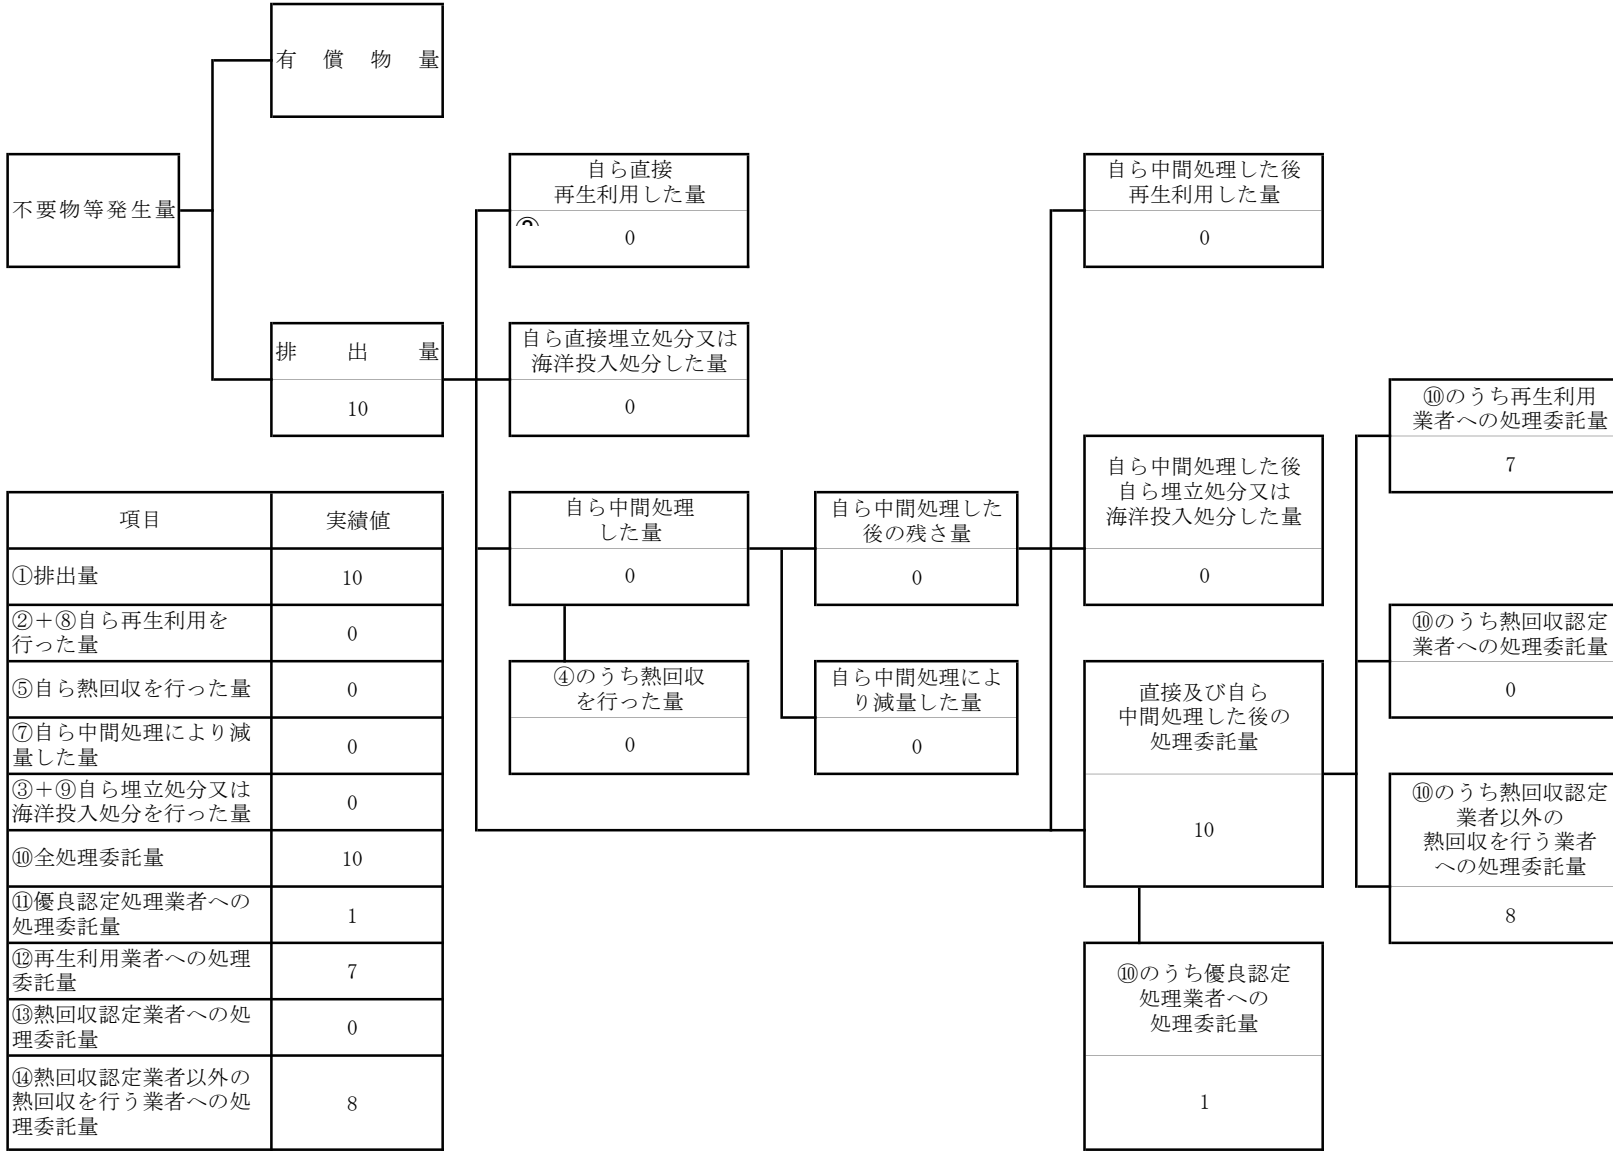 有償物量
不要物等発生量
自ら直接
再生利用した量
0
自ら中間処理した後
再生利用した量
0
排出量
10
自ら直接埋立処分又は
海洋投入処分した量
0
⑩のうち再生利用
業者への処理委託量
7
自ら中間処理
した量
0
自ら中間処理した
後の残さ量
0
自ら中間処理した後
自ら埋立処分又は
海洋投入処分した量
0
④のうち熱回収
を行った量
0
自ら中間処理によ
り減量した量
0
直接及び自ら
中間処理した後の
処理委託量
10
⑩のうち熱回収認定
業者への処理委託量
0
⑩のうち熱回収認定
業者以外の
熱回収を行う業者
への処理委託量
8
⑩のうち優良認定
処理業者への
処理委託量
1
項目 実績値
①排出量 10
②＋⑧自ら再生利用を
行った量 0
⑤自ら熱回収を行った量 0
⑦自ら中間処理により減
量した量 0
③＋⑨自ら埋立処分又は
海洋投入処分を行った量 0
⑩全処理委託量 10
⑪優良認定処理業者への
処理委託量 1
⑫再生利用業者への処理
委託量 7
⑬熱回収認定業者への処
理委託量 0
⑭熱回収認定業者以外の
熱回収を行う業者への処
理委託量 8